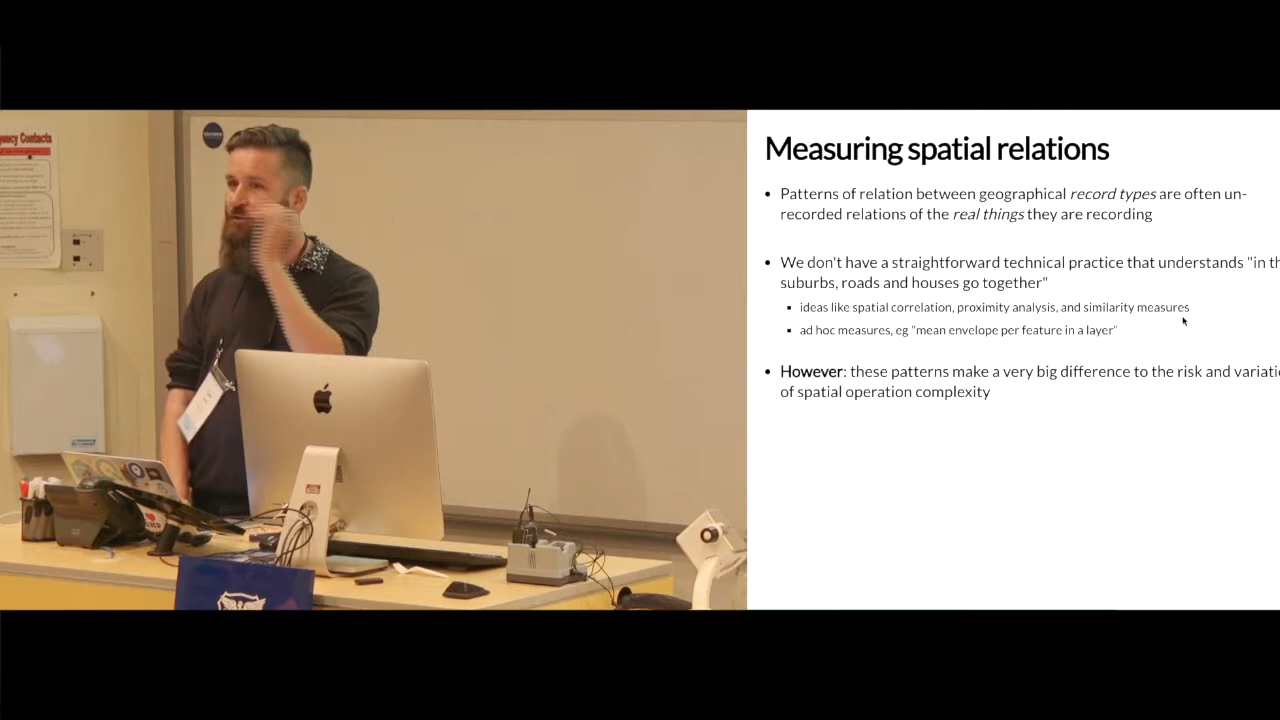 gency Contacts
Measuring spatial relations
• Patterns of relation between geographical record types are often un-
recorded relations of the real things they are recording
• We don't have a straightforward technical practice that understands "in th
suburbs, roads and houses go together"
▪ ideas like spatial correlation, proximity analysis, and similarity measures
▪ ad hoc measures, eg "mean envelope per feature in a layer"
• However: these patterns make a very big difference to the risk and variati
of spatial operation complexity